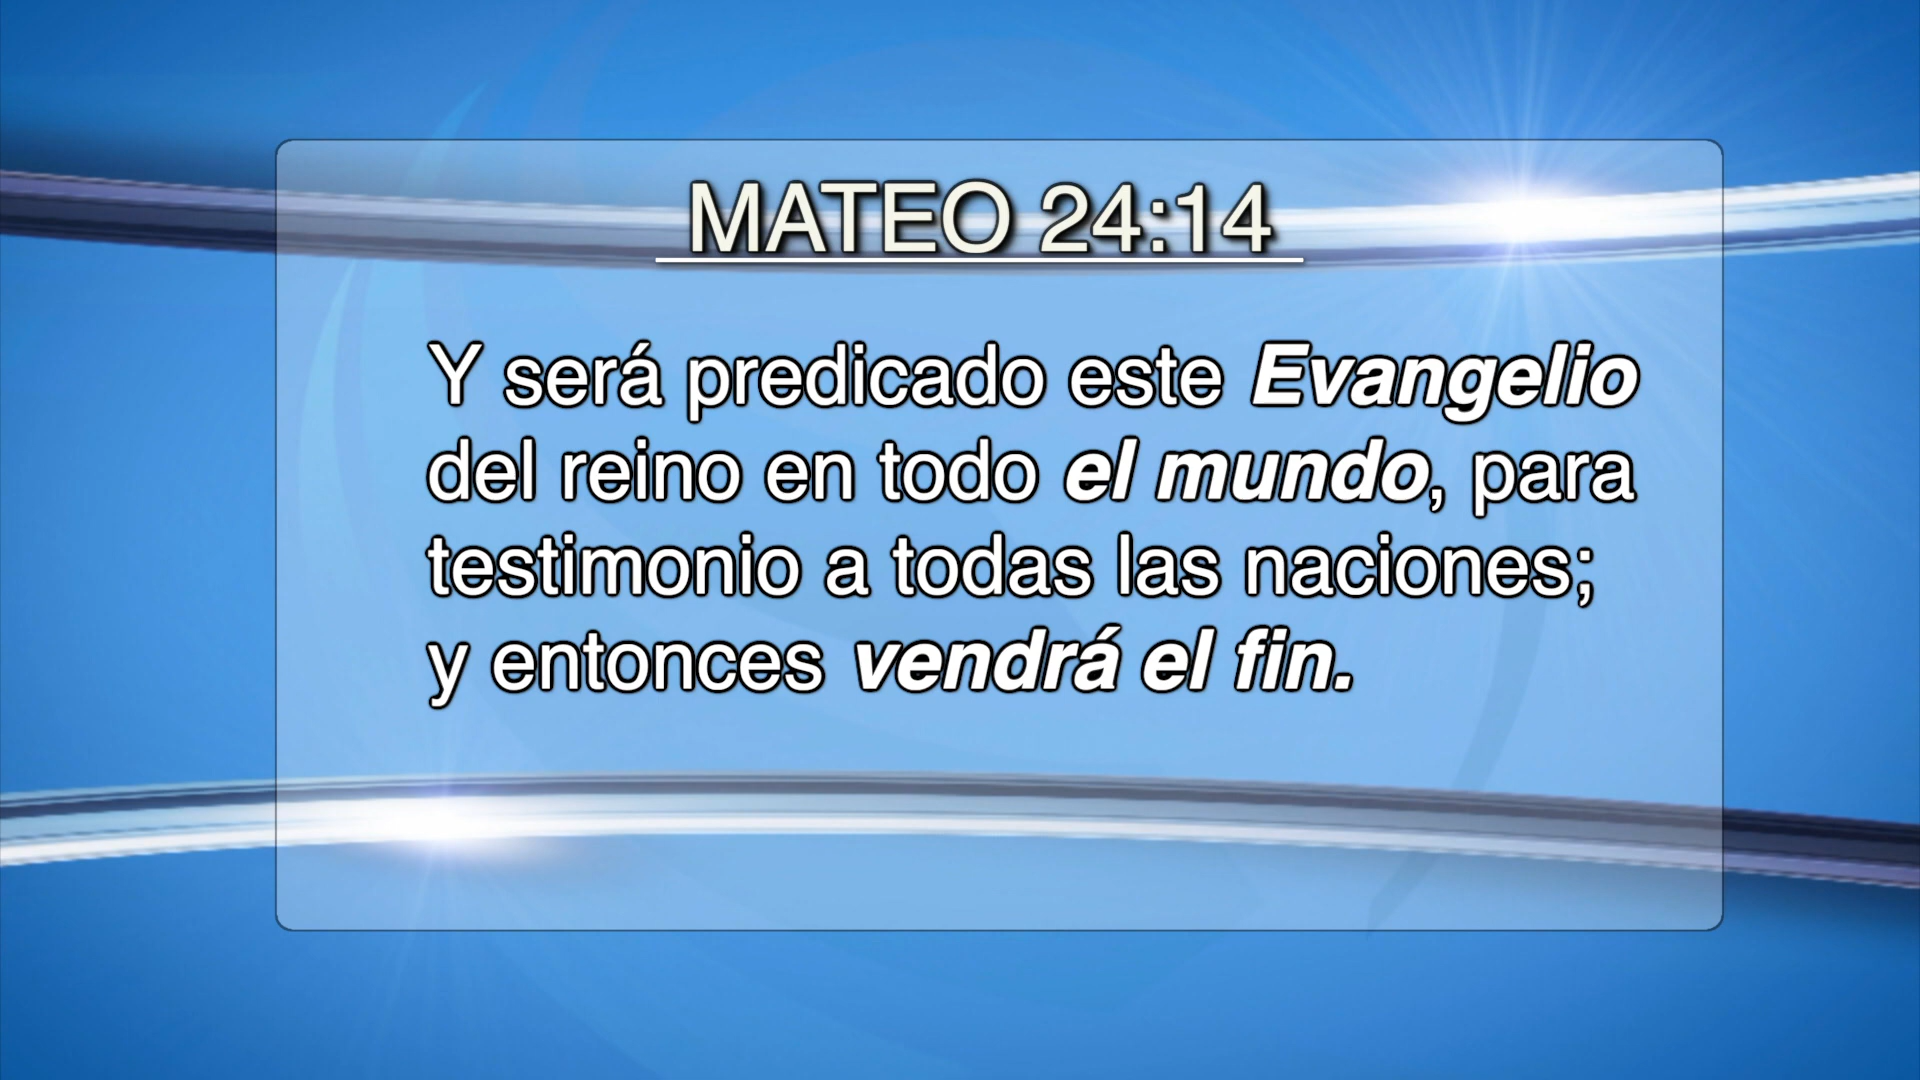 MATEO 24:14
Y será predicado este Evangelio
del reino en todo el mundo, para
testimonio a todas las naciones;
y entonces vendrá el fin.